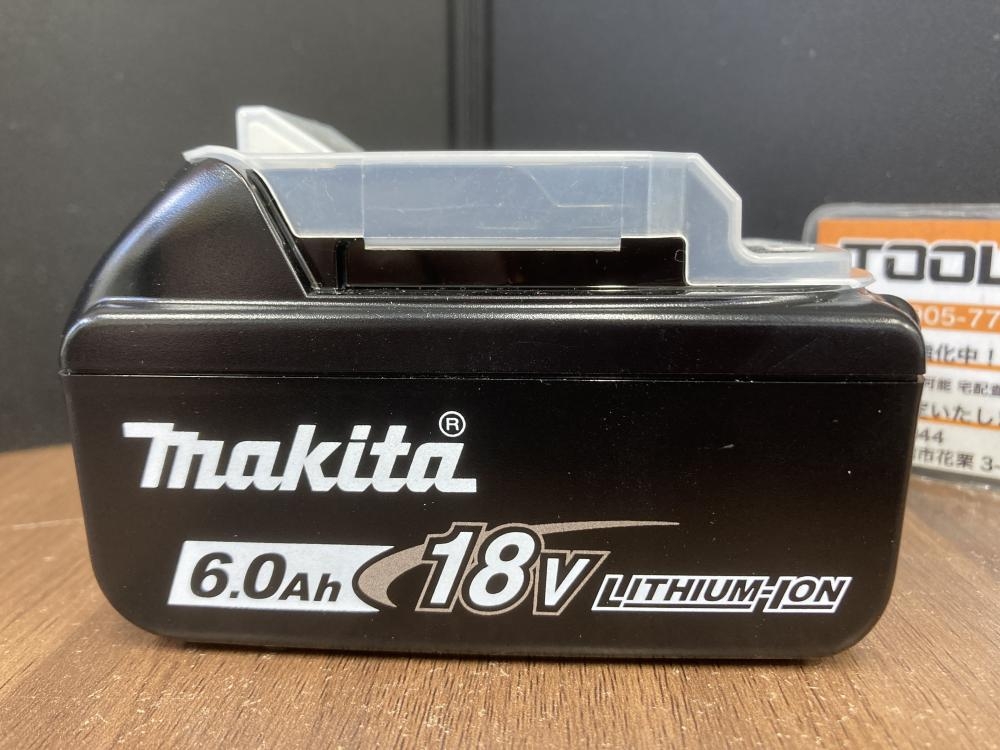 makita®
6.0Ah 18V LITHIUM-ION
TOOL
905-77
強化中！
可能 宅配
いたし
44
市花栗 3-